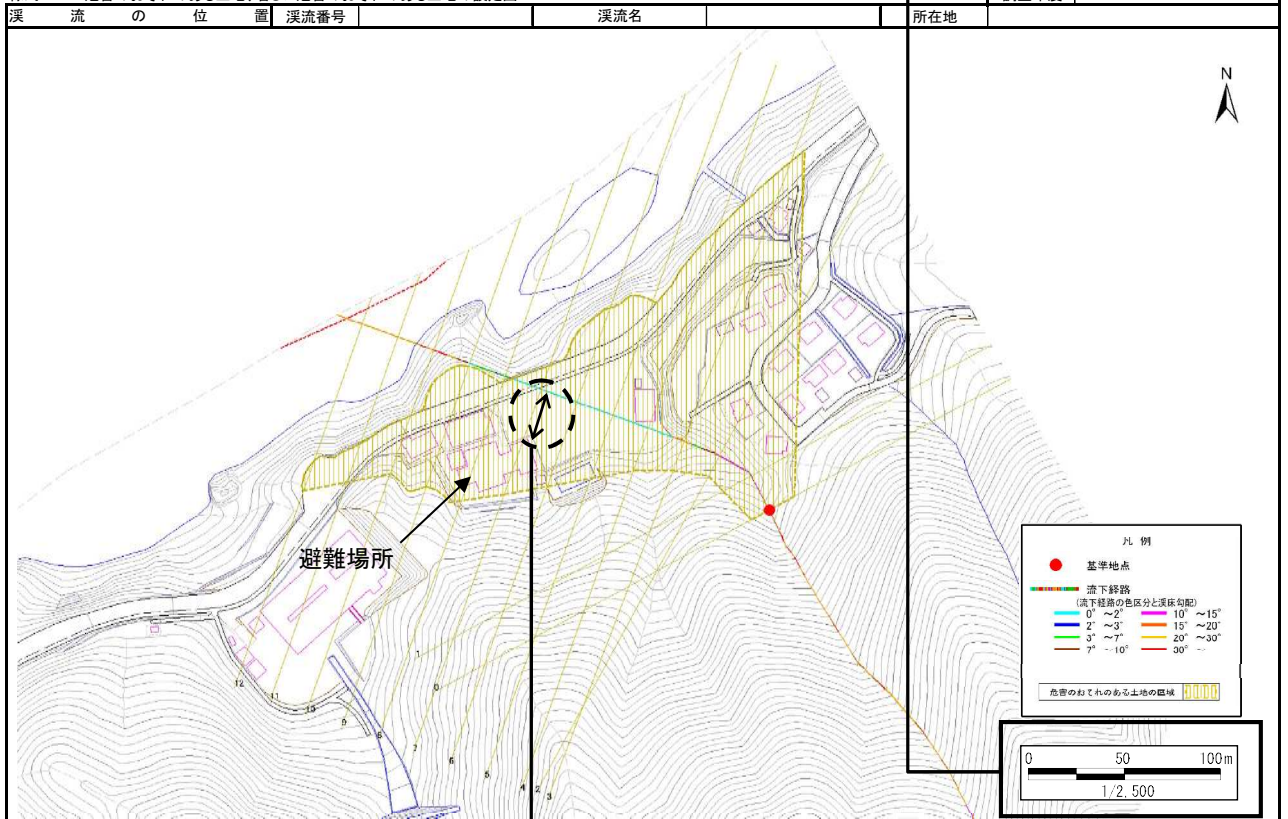 溪流の位置 溪流番号 溪流名 所在地
N
避難場所
凡 例
基準地点
流下経路
(流下経路の色区分と渓床勾配)
0° ~2° 10° ~15°
2° ~3° 15° ~20°
3° ~7° 20° ~30°
7° ~10° 30° ~
危害のおそれのある土地の区域
1
0
12 11 10 9 8 7 6 5 4 2 3
0 50 100m
1/2,500